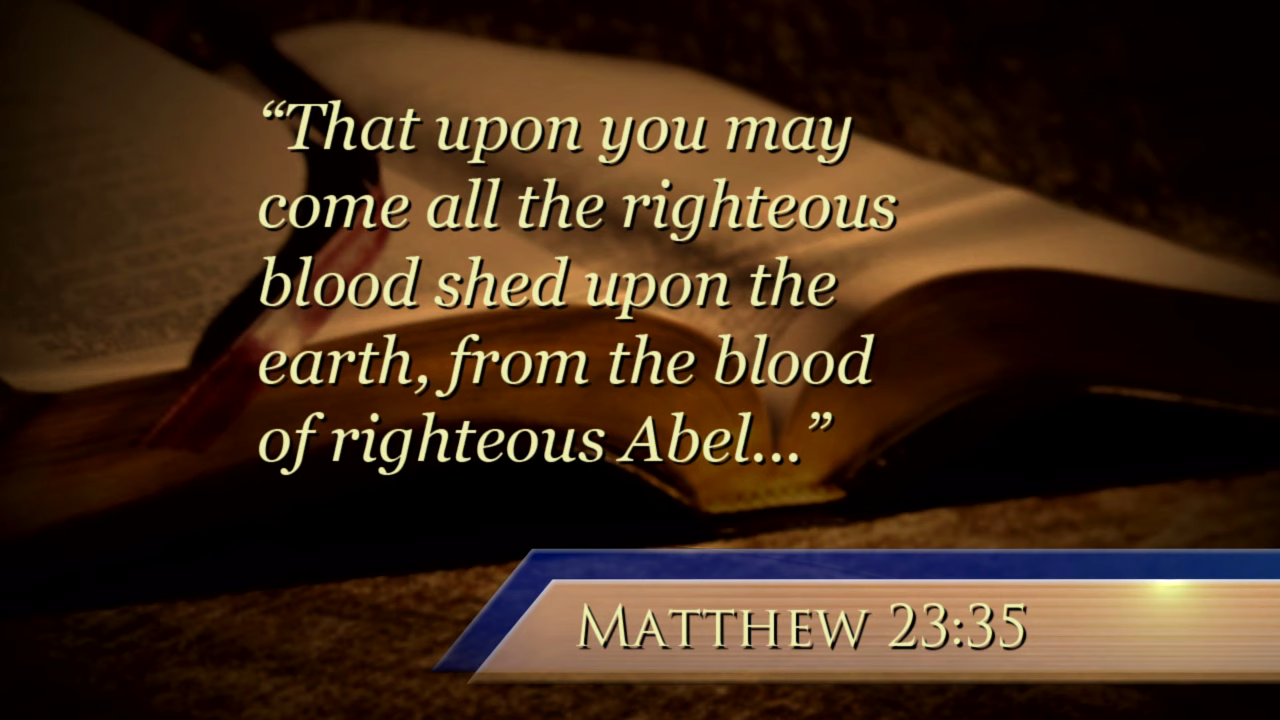 “That upon you may
come all the righteous
blood shed upon the
earth, from the blood
of righteous Abel...”
MATTHEW 23:35